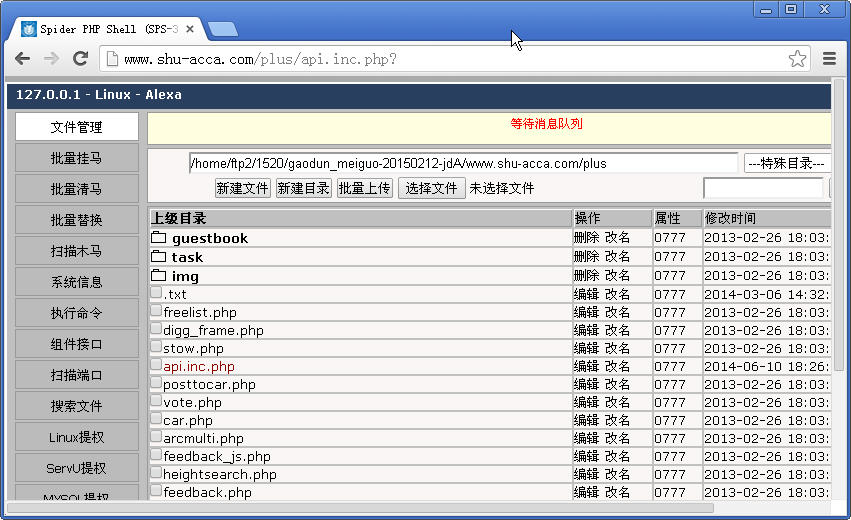 Spider PHP Shell (SPS-3
www.shu-acca.com/plus/api.inc.php?
127.0.0.1 - Linux - Alexa
文件管理
批量挂马
批量清马
批量替换
扫描木马
系统信息
执行命令
组件接口
扫描端口
搜索文件
Linux提权
ServU提权
MYSQL提权
等待消息队列
/home/ftp2/1520/gaodun_meiguo-20150212-jdA/www.shu-acca.com/plus
---特殊目录---
新建文件 新建目录 批量上传 选择文件 未选择文件
上级目录 操作 属性 修改时间
guestbook 删除 改名 0777 2013-02-26 18:03:
task 删除 改名 0777 2013-02-26 18:03:
img 删除 改名 0777 2013-02-26 18:03:
.txt 编辑 改名 0777 2014-03-06 14:32:
freelist.php 编辑 改名 0777 2013-02-26 18:03:
digg_frame.php 编辑 改名 0777 2013-02-26 18:03:
stow.php 编辑 改名 0777 2013-02-26 18:03:
api.inc.php 编辑 改名 0777 2014-06-10 18:26:
posttocar.php 编辑 改名 0777 2013-02-26 18:03:
vote.php 编辑 改名 0777 2013-02-26 18:03:
car.php 编辑 改名 0777 2013-02-26 18:03:
arcmulti.php 编辑 改名 0777 2013-02-26 18:03:
feedback_js.php 编辑 改名 0777 2013-02-26 18:03:
heightsearch.php 编辑 改名 0777 2013-02-26 18:03:
feedback.php 编辑 改名 0777 2013-02-26 18:03: